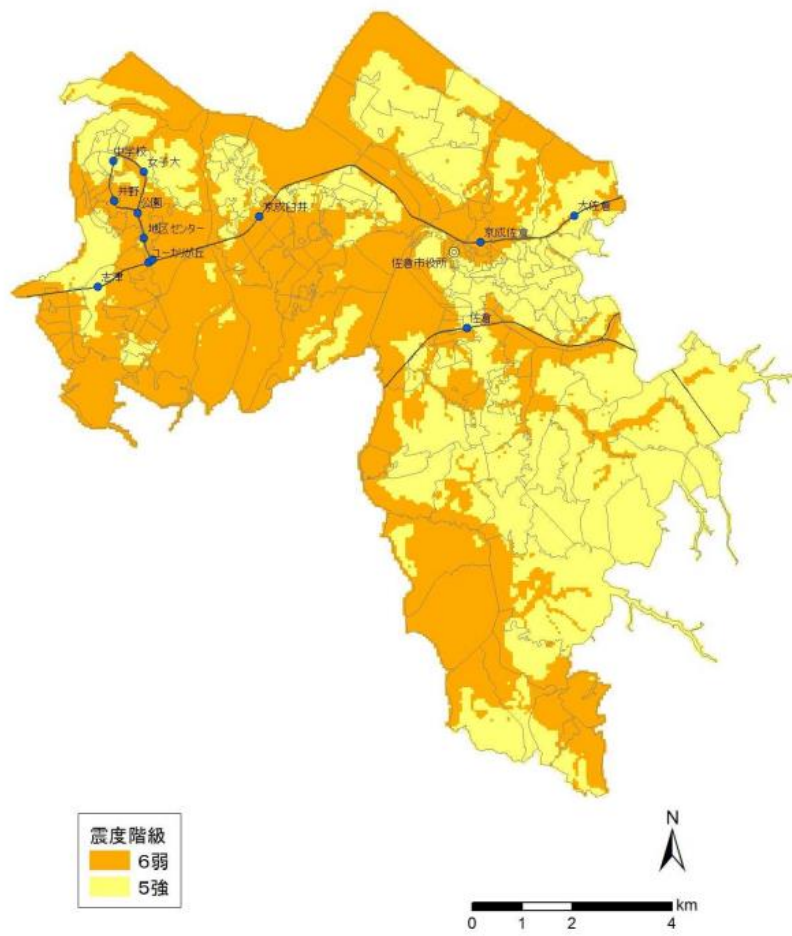 中学校
女子大
井野
公園
地区センター
ユーカリが丘
志津
京成臼井
大佐倉
京成佐倉
佐倉市役所
佐倉
震度階級
6弱
5強
N
km
0 1 2 4